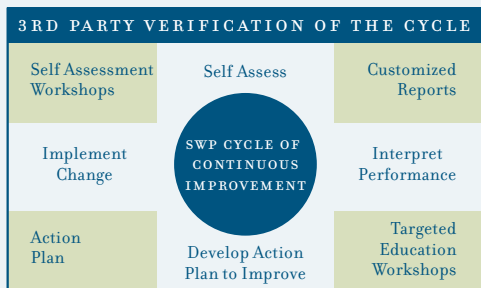 3RD PARTY VERIFICATION OF THE CYCLE
Self Assessment
Workshops
Self Assess
Customized
Reports
Implement
Change
SWP CYCLE OF
CONTINUOUS
IMPROVEMENT
Interpret
Performance
Action
Plan
Develop Action
Plan to Improve
Targeted
Education
Workshops